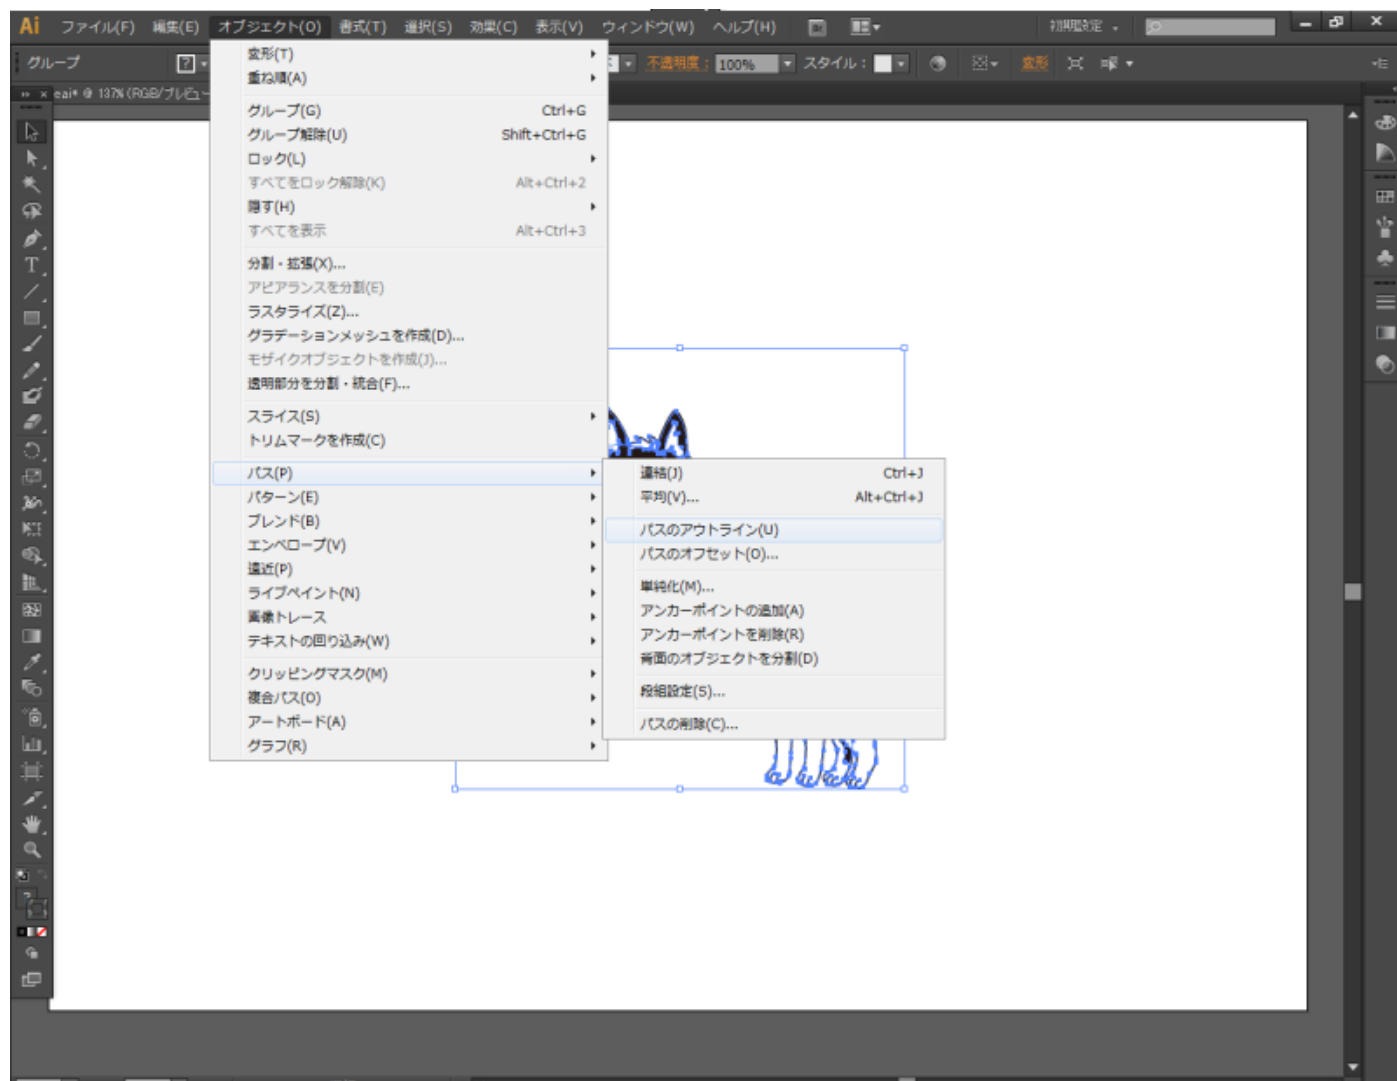 Ai ファイル(F) 編集(E) オブジェクト(O) 書式(T) 選択(S) 効果(C) 表示(V) ウィンドウ(W) ヘルプ(H) Br 初期設定
グループ ? 不透明度： 100% スタイル： 変形
eai* @ 137% (RGB/プレビュー
変形(T)
重ね順(A)
グループ(G) Ctrl+G
グループ解除(U) Shift+Ctrl+G
ロック(L)
すべてをロック解除(K) Alt+Ctrl+2
隠す(H)
すべてを表示 Alt+Ctrl+3
分割・拡張(X)...
アピアランスを分割(E)
ラスタライズ(Z)...
グラデーションメッシュを作成(D)...
モザイクオブジェクトを作成(J)...
透明部分を分割・統合(F)...
スライス(S)
トリムマークを作成(C)
パス(P)
パターン(E)
ブレンド(B)
エンベロープ(V)
遠近(P)
ライブペイント(N)
画像トレース
テキストの回り込み(W)
クリッピングマスク(M)
複合パス(O)
アートボード(A)
グラフ(R)
連結(J) Ctrl+J
平均(V)... Alt+Ctrl+J
パスのアウトライン(U)
パスのオフセット(O)...
単純化(M)...
アンカーポイントの追加(A)
アンカーポイントを削除(R)
背面のオブジェクトを分割(D)
段組設定(S)...
パスの削除(C)...